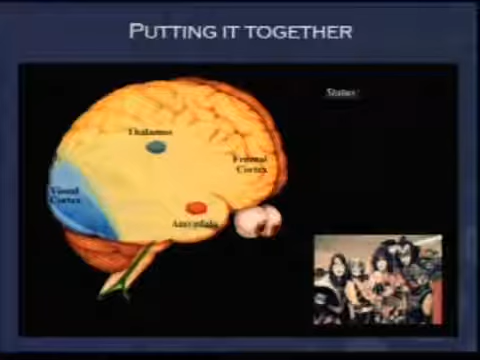 PUTTING IT TOGETHER
Status:
Thalamus
Frontal
Cortex
Visual
Cortex
Amygdala